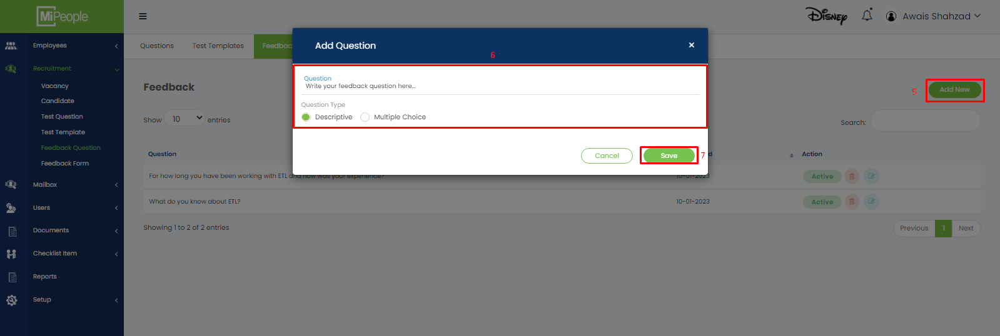 MiPeople
Disney
Awais Shahzad
Employees
Recruitment
Vacancy
Candidate
Test Question
Test Template
Feedback Question
Feedback Form
Mailbox
Users
Documents
Checklist Item
Reports
Setup
Questions Test Templates Feedback
Add Question ×
6
Question
Write your feedback question here...
Question Type
Descriptive Multiple Choice
Cancel Save 7
Feedback
5 Add New
Show 10 entries
Search:
Question Action
For how long you have been working with ETL and how was your experience? 10-01-2023 Active
What do you know about ETL? 10-01-2023 Active
Showing 1 to 2 of 2 entries
Previous 1 Next